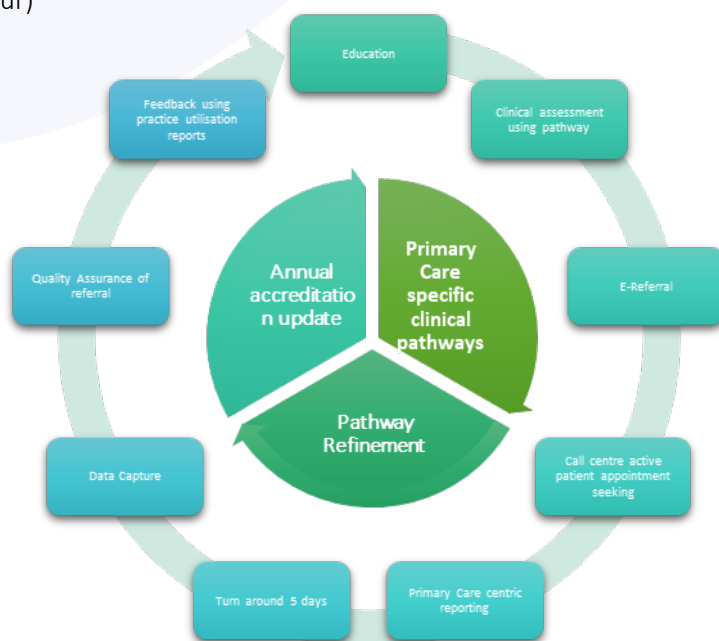 Education
Clinical assessment
using pathway
E-Referral
Call centre active
patient appointment
seeking
Primary Care centric
reporting
Turn around 5 days
Data Capture
Quality Assurance of
referral
Feedback using
practice utilisation
reports
Primary
Care
specific
clinical
pathways
Pathway
Refinement
Annual
accreditatio
n update